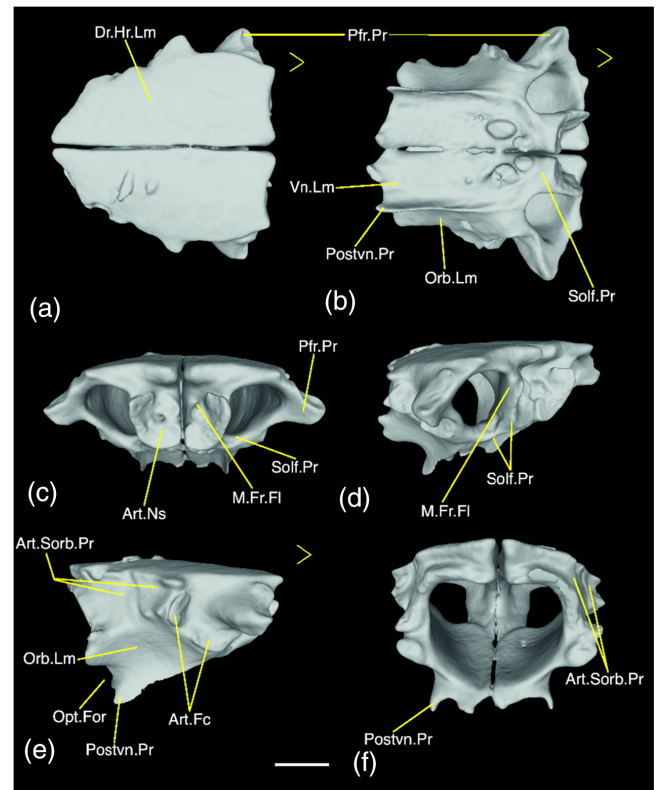 Dr.Hr.Lm
Pfr.Pr
Vn.Lm
Postvn.Pr
Orb.Lm
Solf.Pr
(a)
(b)
Pfr.Pr
Solf.Pr
M.Fr.Fl
Art.Ns
Solf.Pr
M.Fr.Fl
(c)
(d)
Art.Sorb.Pr
Orb.Lm
Opt.For
Art.Fc
Postvn.Pr
Art.Sorb.Pr
Postvn.Pr
(e)
(f)